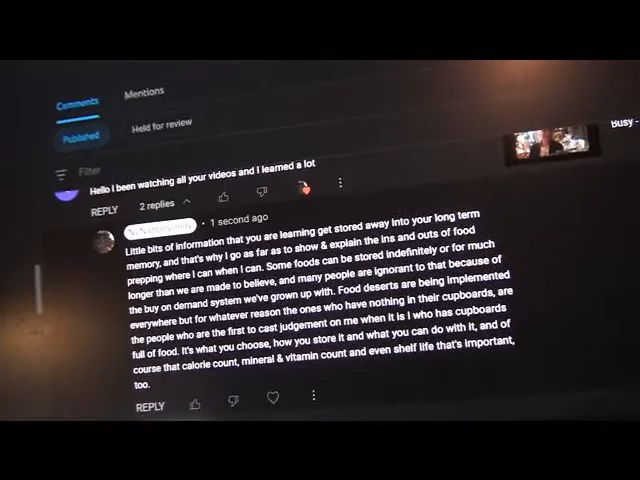 Comments Mentions
Published Held for review
Busy -
Filter
Hello I been watching all your videos and I learned a lot
REPLY 2 replies
• 1 second ago
Little bits of information that you are learning get stored away into your long term
memory, and that's why I go as far as to show & explain the ins and outs of food
prepping where I can when I can. Some foods can be stored indefinitely or for much
longer than we are made to believe, and many people are ignorant to that because of
the buy on demand system we've grown up with. Food deserts are being implemented
everywhere but for whatever reason the ones who have nothing in their cupboards, are
the people who are the first to cast judgement on me when it is I who has cupboards
full of food. It's what you choose, how you store it and what you can do with it, and of
course that calorie count, mineral & vitamin count and even shelf life that's important,
too.
REPLY